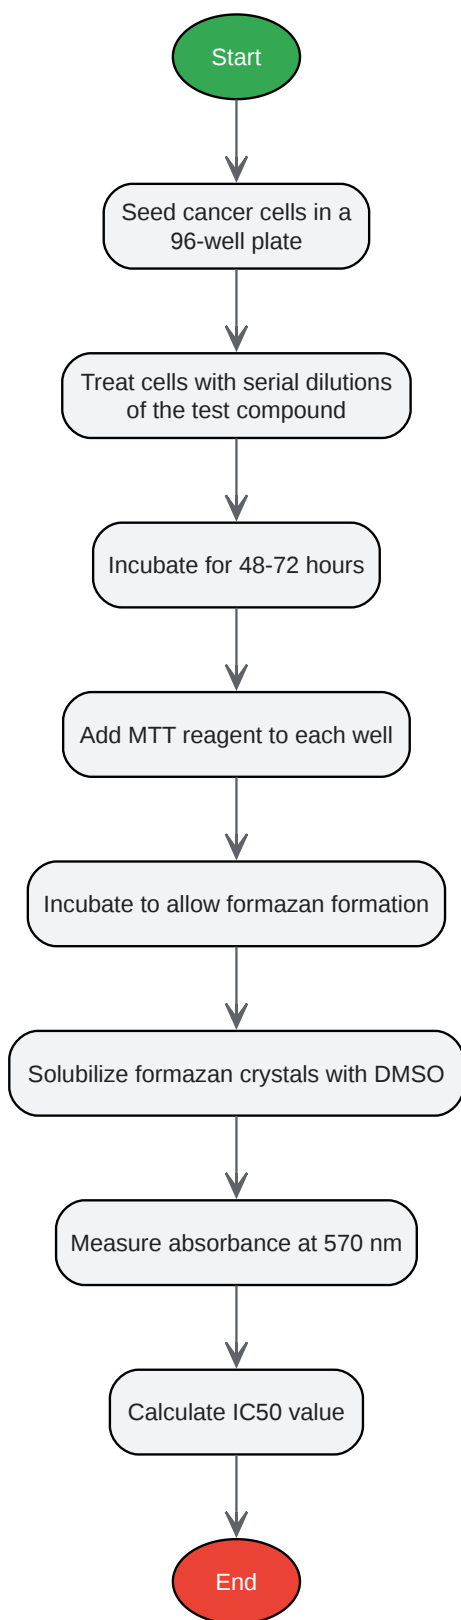 Start
Seed cancer cells in a
96-well plate
Treat cells with serial dilutions
of the test compound
Incubate for 48-72 hours
Add MTT reagent to each well
Incubate to allow formazan formation
Solubilize formazan crystals with DMSO
Measure absorbance at 570 nm
Calculate IC50 value
End